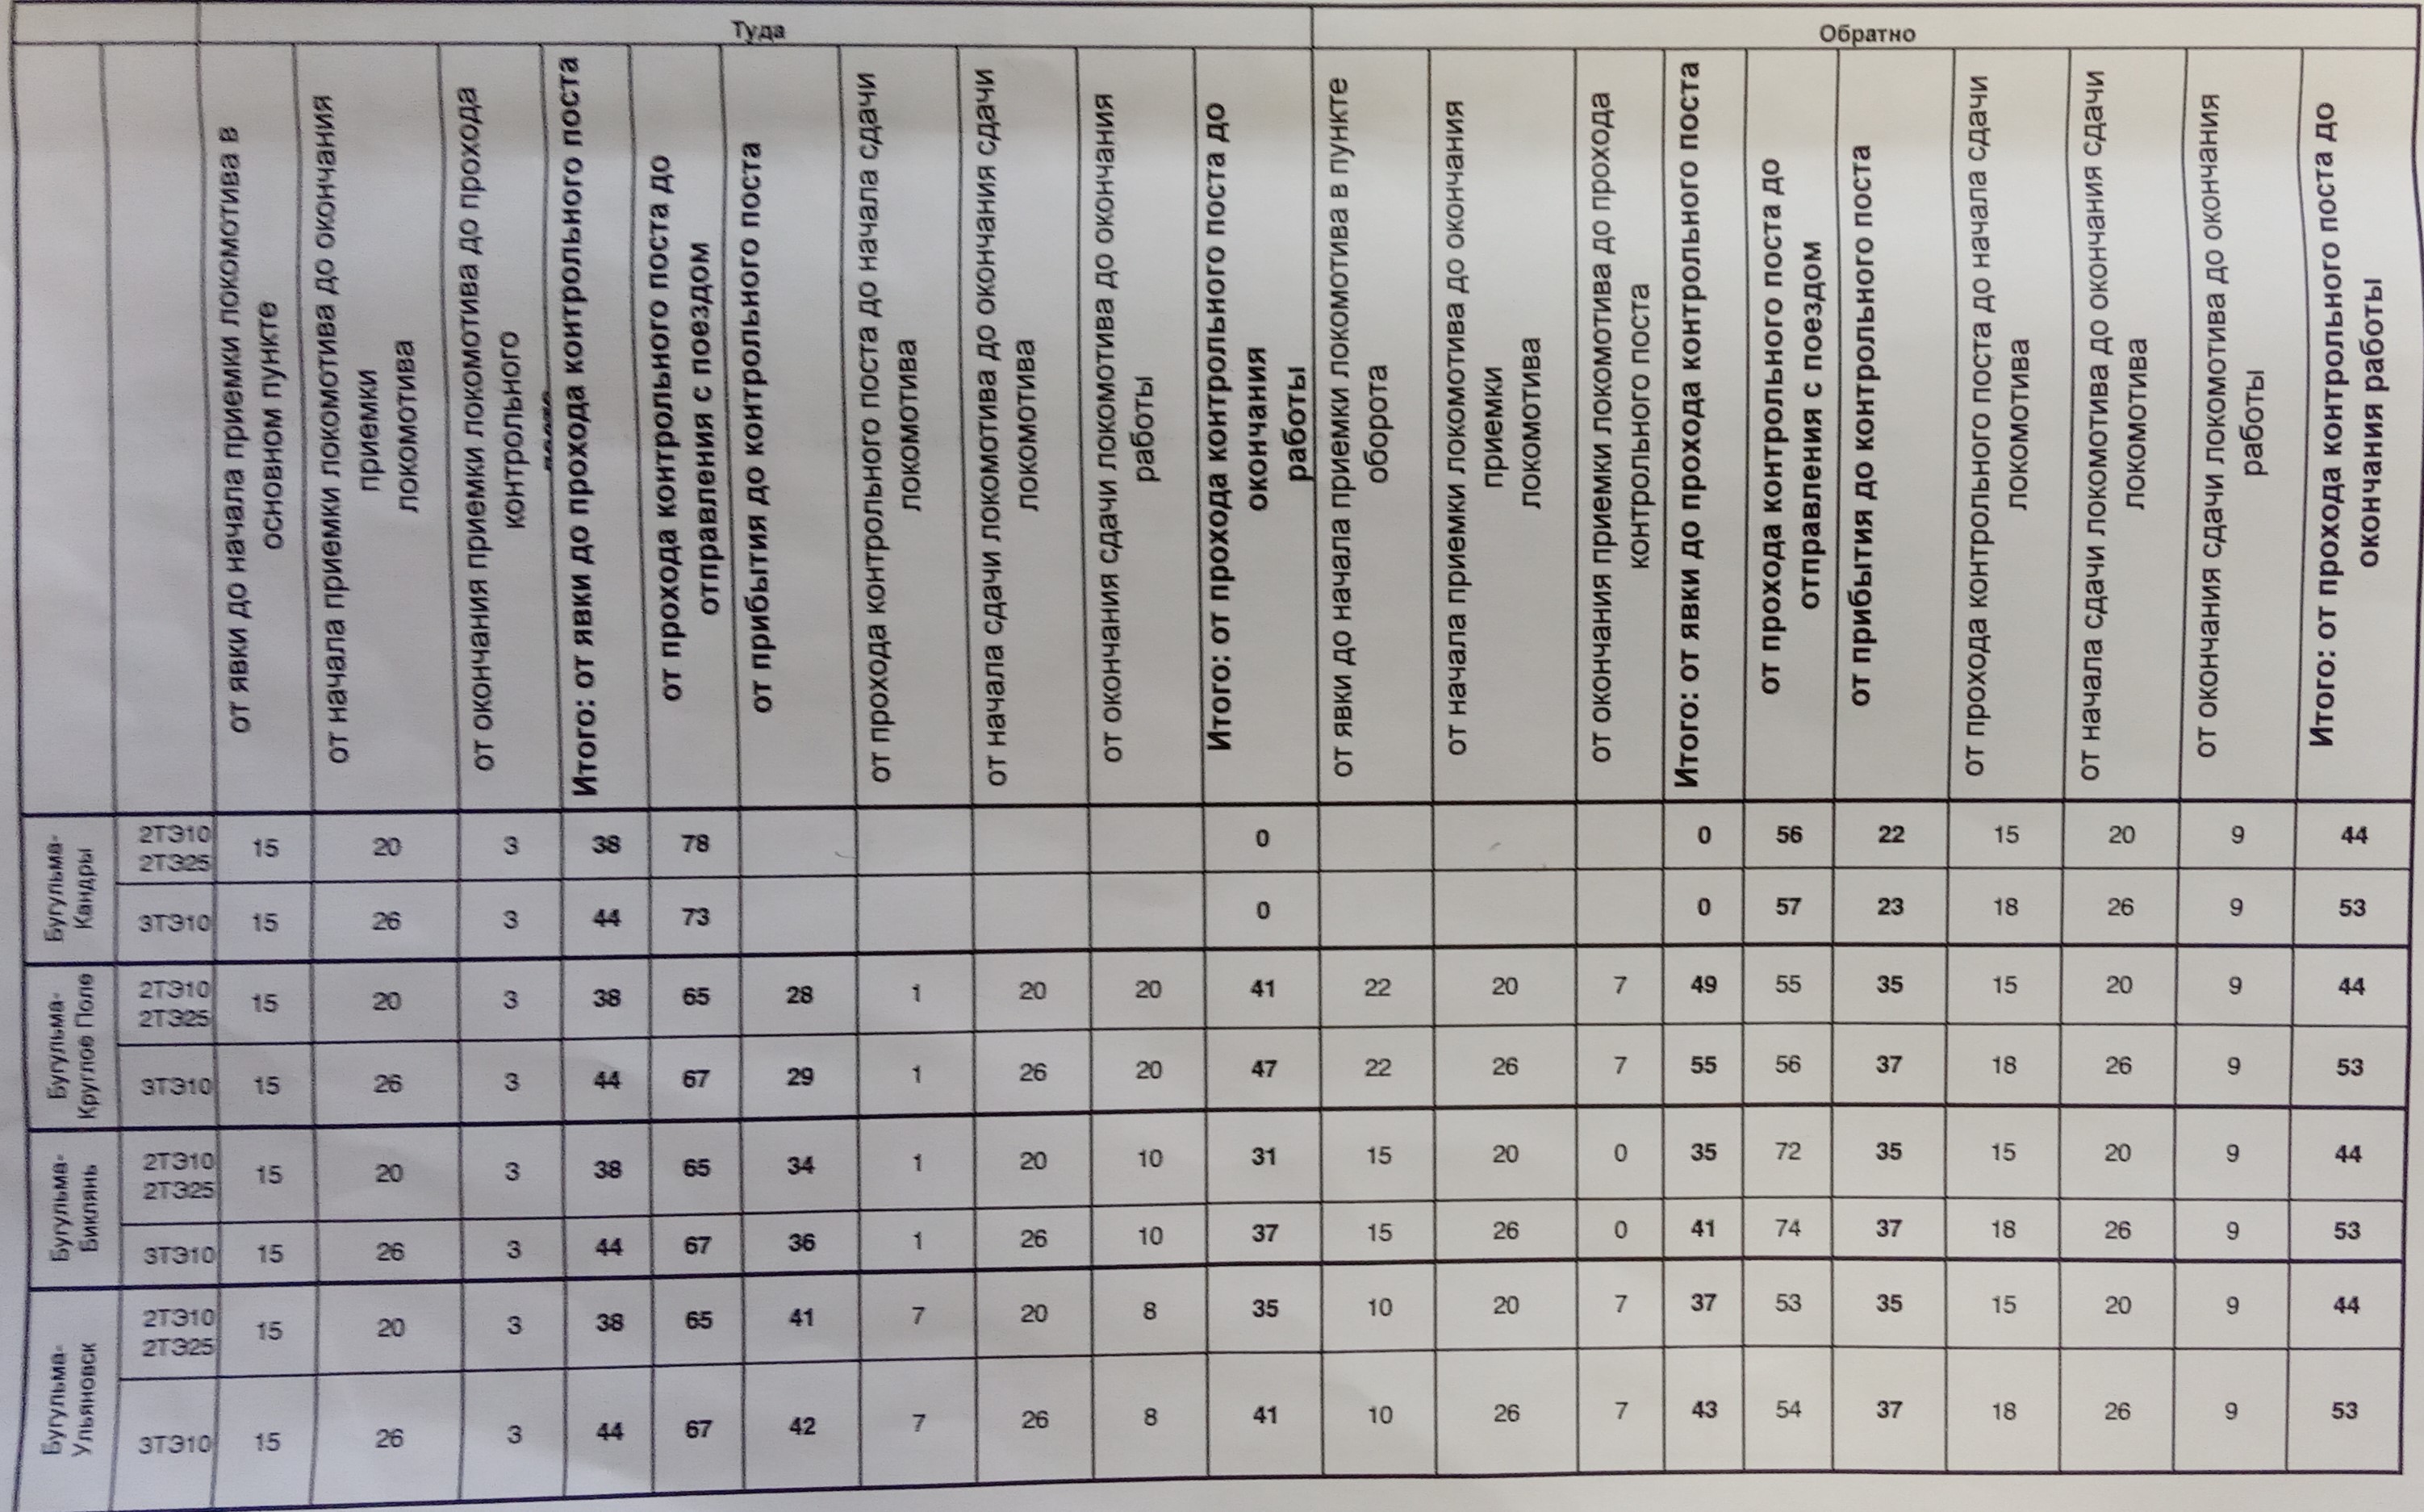 Туда
Обратно
от явки до начала приемки локомотива в
основном пункте
от начала приемки локомотива до окончания
приемки
локомотива
от окончания приемки локомотива до прохода
контрольного
Итого: от явки до прохода контрольного поста
от прохода контрольного поста до
отправления с поездом
от прибытия до контрольного поста
от прохода контрольного поста до начала сдачи
локомотива
от начала сдачи локомотива до окончания сдачи
локомотива
от окончания сдачи локомотива до окончания
работы
Итого: от прохода контрольного поста до
окончания
работы
от явки до начала приемки локомотива в пункте
оборота
от начала приемки локомотива до окончания
приемки
локомотива
от окончания приемки локомотива до прохода
контрольного поста
Итого: от явки до прохода контрольного поста
от прохода контрольного поста до
отправления с поездом
от прибытия до контрольного поста
от прохода контрольного поста до начала сдачи
локомотива
от начала сдачи локомотива до окончания сдачи
локомотива
от окончания сдачи локомотива до окончания
работы
Итого: от прохода контрольного поста до
окончания работы
Бугульма-
Кандры
2ТЭ10
2ТЭ25
15 20 3 38 78 0 0 56 22 15 20 9 44
3ТЭ10 15 26 3 44 73 0 0 57 23 18 26 9 53
Бугульма-
Круглое Поле
2ТЭ10
2ТЭ25
15 20 3 38 65 28 1 20 20 41 22 20 7 49 55 35 15 20 9 44
3ТЭ10 15 26 3 44 67 29 1 26 20 47 22 26 7 55 56 37 18 26 9 53
Бугульма-
Биклянь
2ТЭ10
2ТЭ25
15 20 3 38 65 34 1 20 10 31 15 20 0 35 72 35 15 20 9 44
3ТЭ10 15 26 3 44 67 36 1 26 10 37 15 26 0 41 74 37 18 26 9 53
Бугульма-
Ульяновск
2ТЭ10
2ТЭ25
15 20 3 38 65 41 7 20 8 35 10 20 7 37 53 35 15 20 9 44
3ТЭ10 15 26 3 44 67 42 7 26 8 41 10 26 7 43 54 37 18 26 9 53